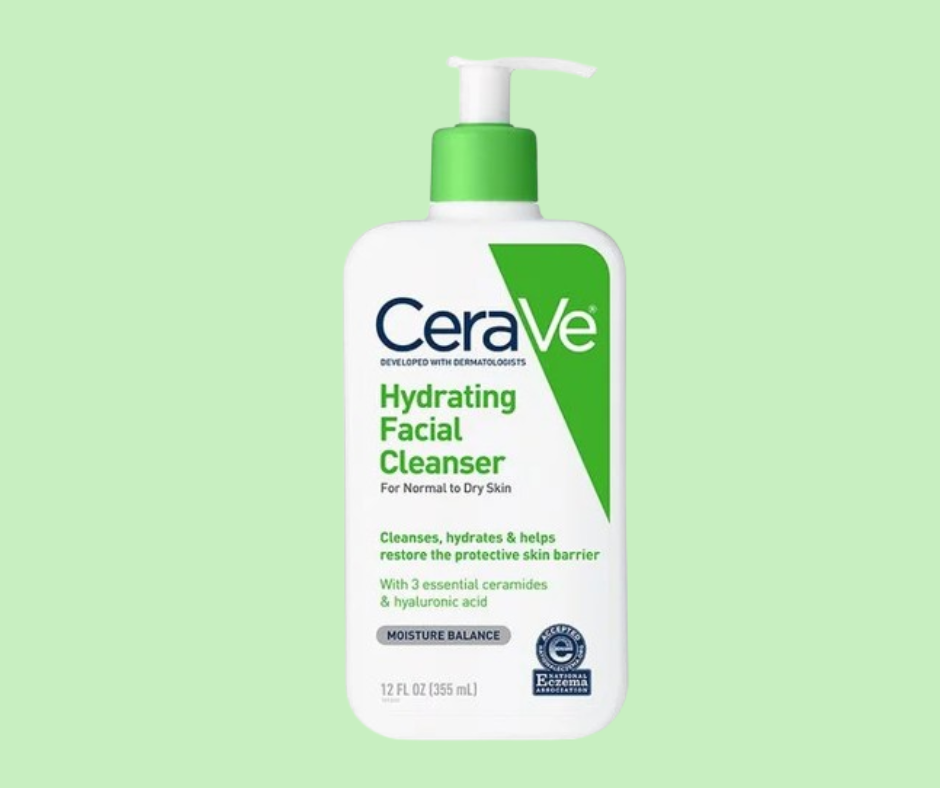 CeraVe®
DEVELOPED WITH DERMATOLOGISTS
Hydrating
Facial
Cleanser
For Normal to Dry Skin
Cleanses, hydrates & helps
restore the protective skin barrier
With 3 essential ceramides
& hyaluronic acid
MOISTURE BALANCE
12 FL OZ (355 mL)
ACCEPTED
e
NATIONAL
Eczema
ASSOCIATION